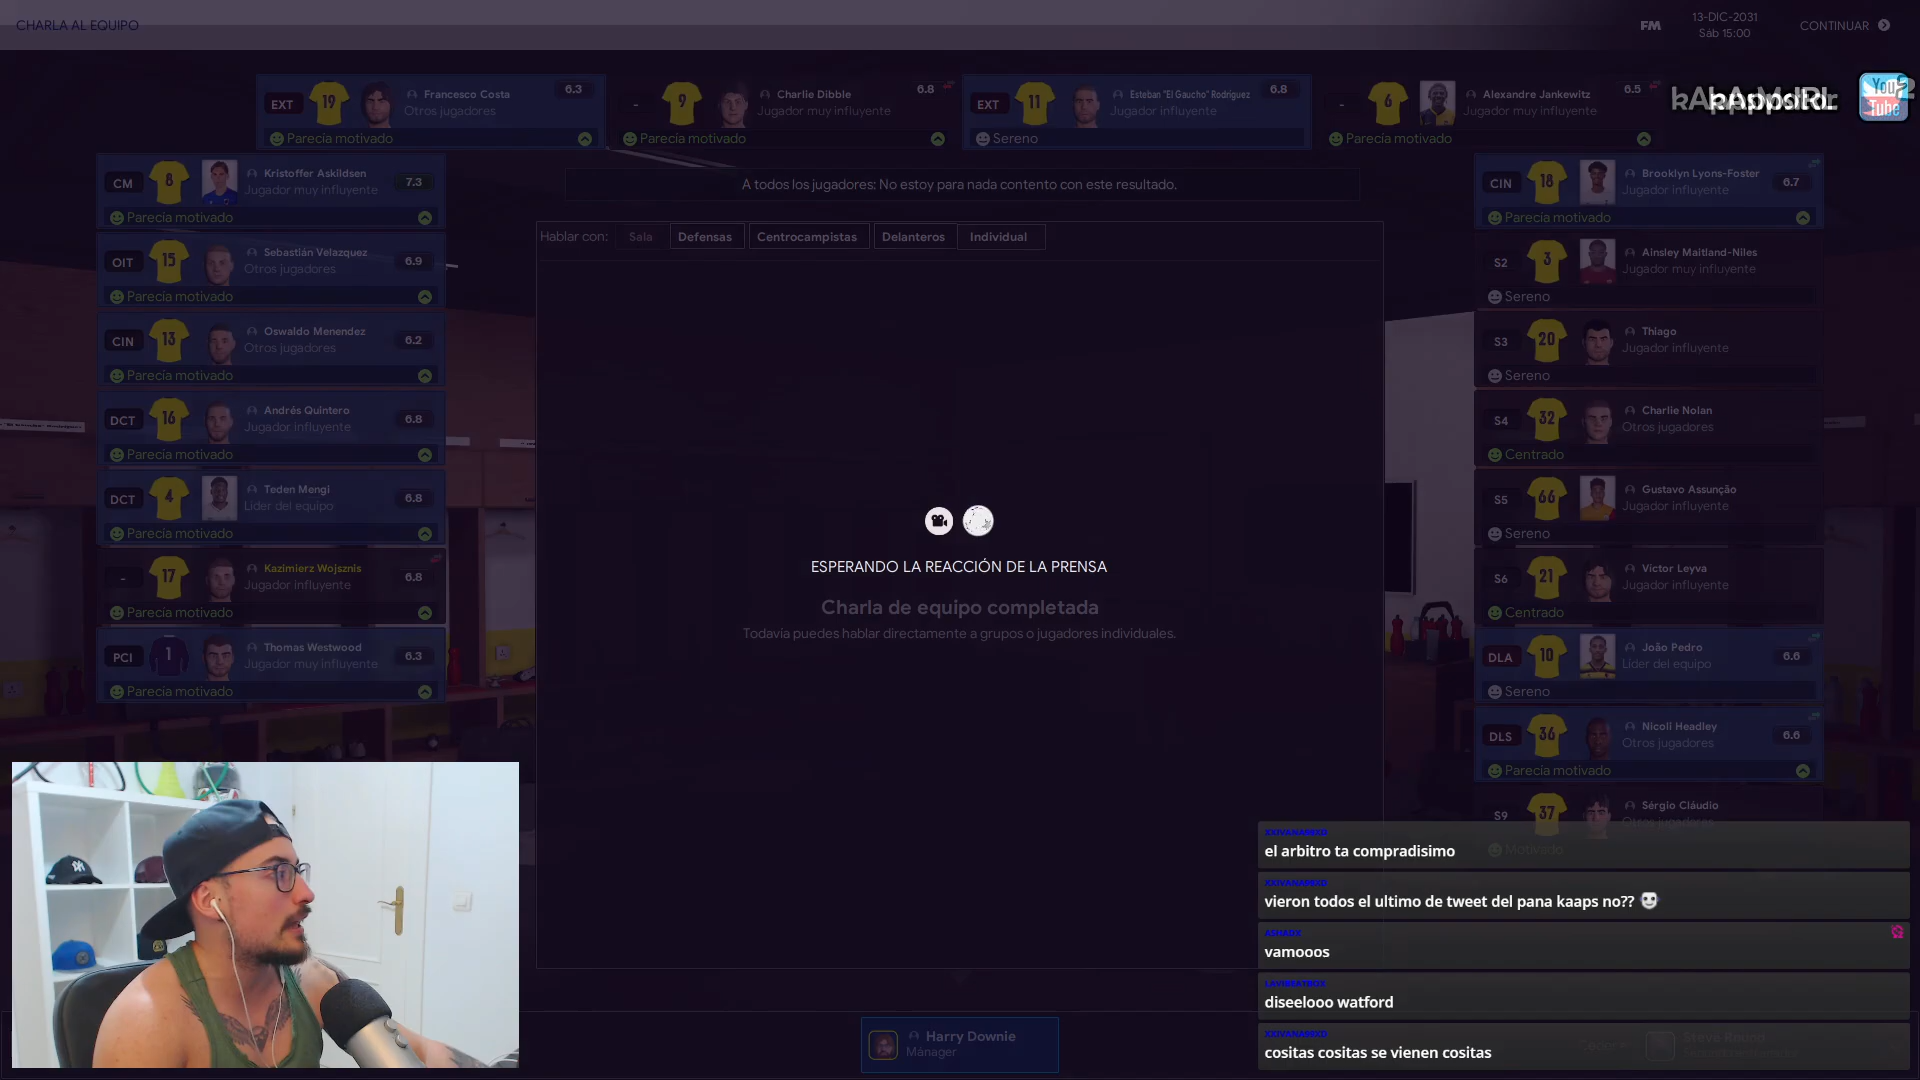 CHARLA AL EQUIPO
FM
13-DIC-2031
Sáb 15:00
CONTINUAR
EXT
19
Francesco Costa
Otros jugadores
6.3
Parecía motivado
-
9
Charlie Dibble
Jugador muy influyente
6.8
Parecía motivado
EXT
11
Esteban "El Gaucho" Rodríguez
Jugador influyente
6.8
Sereno
-
6
Alexandre Jankewitz
Jugador muy influyente
6.5
Parecía motivado
You
Tube
CM
8
Kristoffer Askildsen
Jugador muy influyente
7.3
Parecía motivado
OIT
15
Sebastián Velazquez
Otros jugadores
6.9
Parecía motivado
CIN
13
Oswaldo Menendez
Otros jugadores
6.2
Parecía motivado
DCT
16
Andrés Quintero
Jugador influyente
6.8
Parecía motivado
DCT
4
Teden Mengi
Líder del equipo
6.8
Parecía motivado
-
17
Kazimierz Wojsznis
Jugador influyente
6.8
Parecía motivado
PCI
1
Thomas Westwood
Jugador muy influyente
6.3
Parecía motivado
A todos los jugadores: No estoy para nada contento con este resultado.
Hablar con: Sala Defensas Centrocampistas Delanteros Individual
ESPERANDO LA REACCIÓN DE LA PRENSA
Charla de equipo completada
Todavía puedes hablar directamente a grupos o jugadores individuales.
CIN
18
Brooklyn Lyons-Foster
Jugador influyente
6.7
Parecía motivado
S2
3
Ainsley Maitland-Niles
Jugador muy influyente
Sereno
S3
20
Thiago
Jugador influyente
Sereno
S4
32
Charlie Nolan
Otros jugadores
Centrado
S5
66
Gustavo Assunção
Jugador influyente
Sereno
S6
21
Víctor Leyva
Jugador influyente
Centrado
DLA
10
João Pedro
Líder del equipo
6.6
Sereno
DLS
36
Nicoli Headley
Otros jugadores
6.6
Parecía motivado
S9
37
Sérgio Cláudio
Otros jugadores
Motivado
el arbitro ta compradisimo
vieron todos el ultimo de tweet del pana kaaps no??
ASHADX
vamooos
diseelooo watford
cositas cositas se vienen cositas
Harry Downie
Mánager
Steve Round